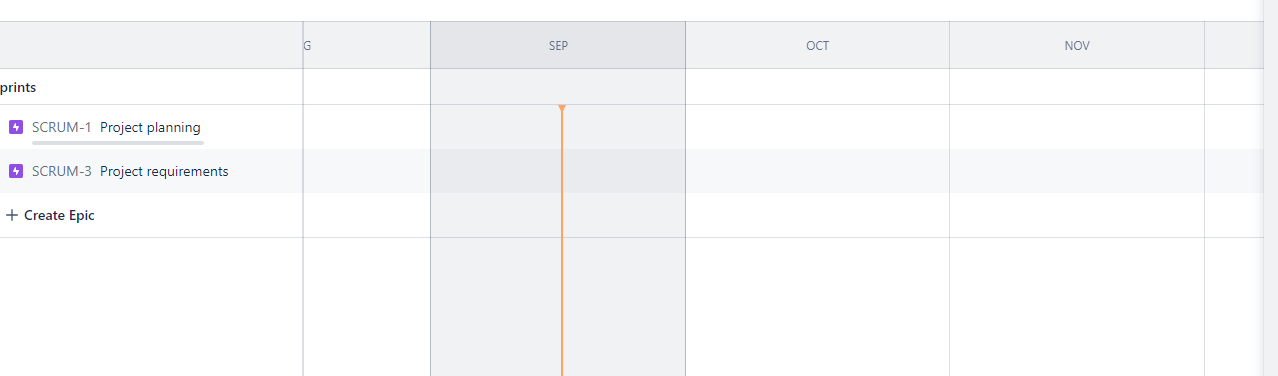 G SEP OCT NOV
prints
SCRUM-1 Project planning
SCRUM-3 Project requirements
Create Epic